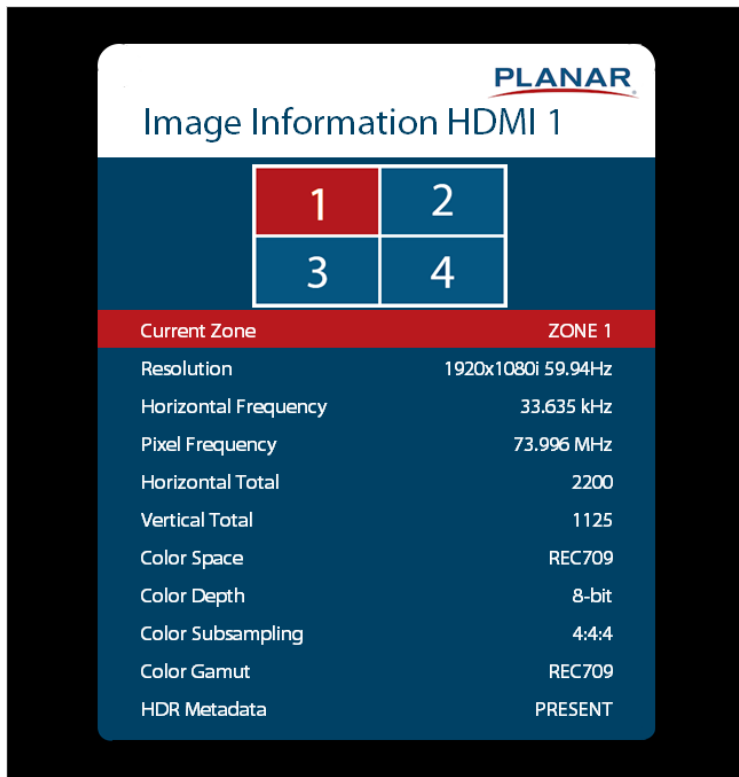 PLANAR
Image Information HDMI 1
1 2
3 4
Current Zone ZONE 1
Resolution 1920x1080i 59.94Hz
Horizontal Frequency 33.635 kHz
Pixel Frequency 73.996 MHz
Horizontal Total 2200
Vertical Total 1125
Color Space REC709
Color Depth 8-bit
Color Subsampling 4:4:4
Color Gamut REC709
HDR Metadata PRESENT